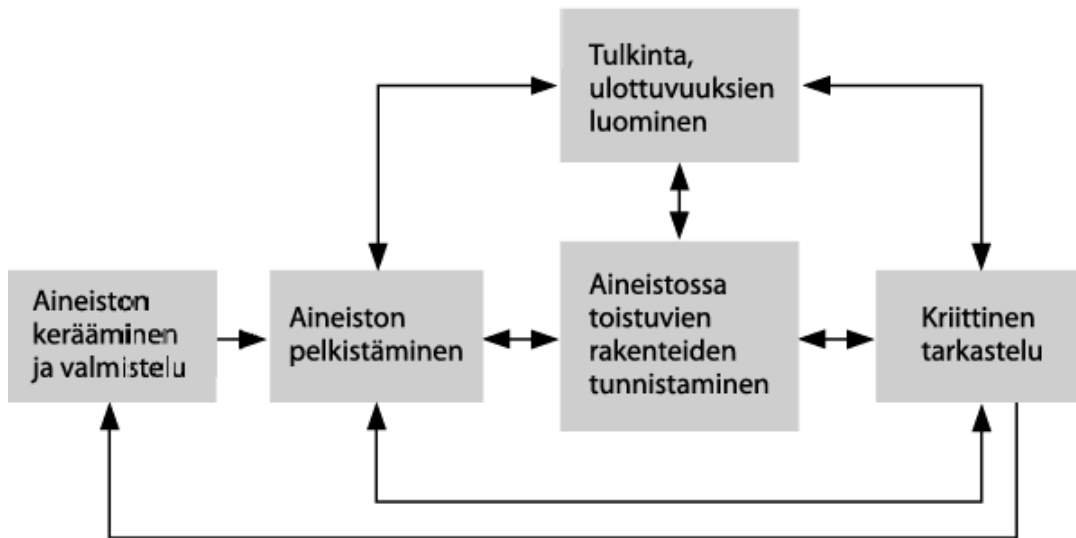 Tulkinta,
ulottuvuuksien
luominen
Aineiston
kerääminen
ja valmistelu
Aineiston
pelkistäminen
Aineistossa
toistuvien
rakenteiden
tunnistaminen
Kriittinen
tarkastelu